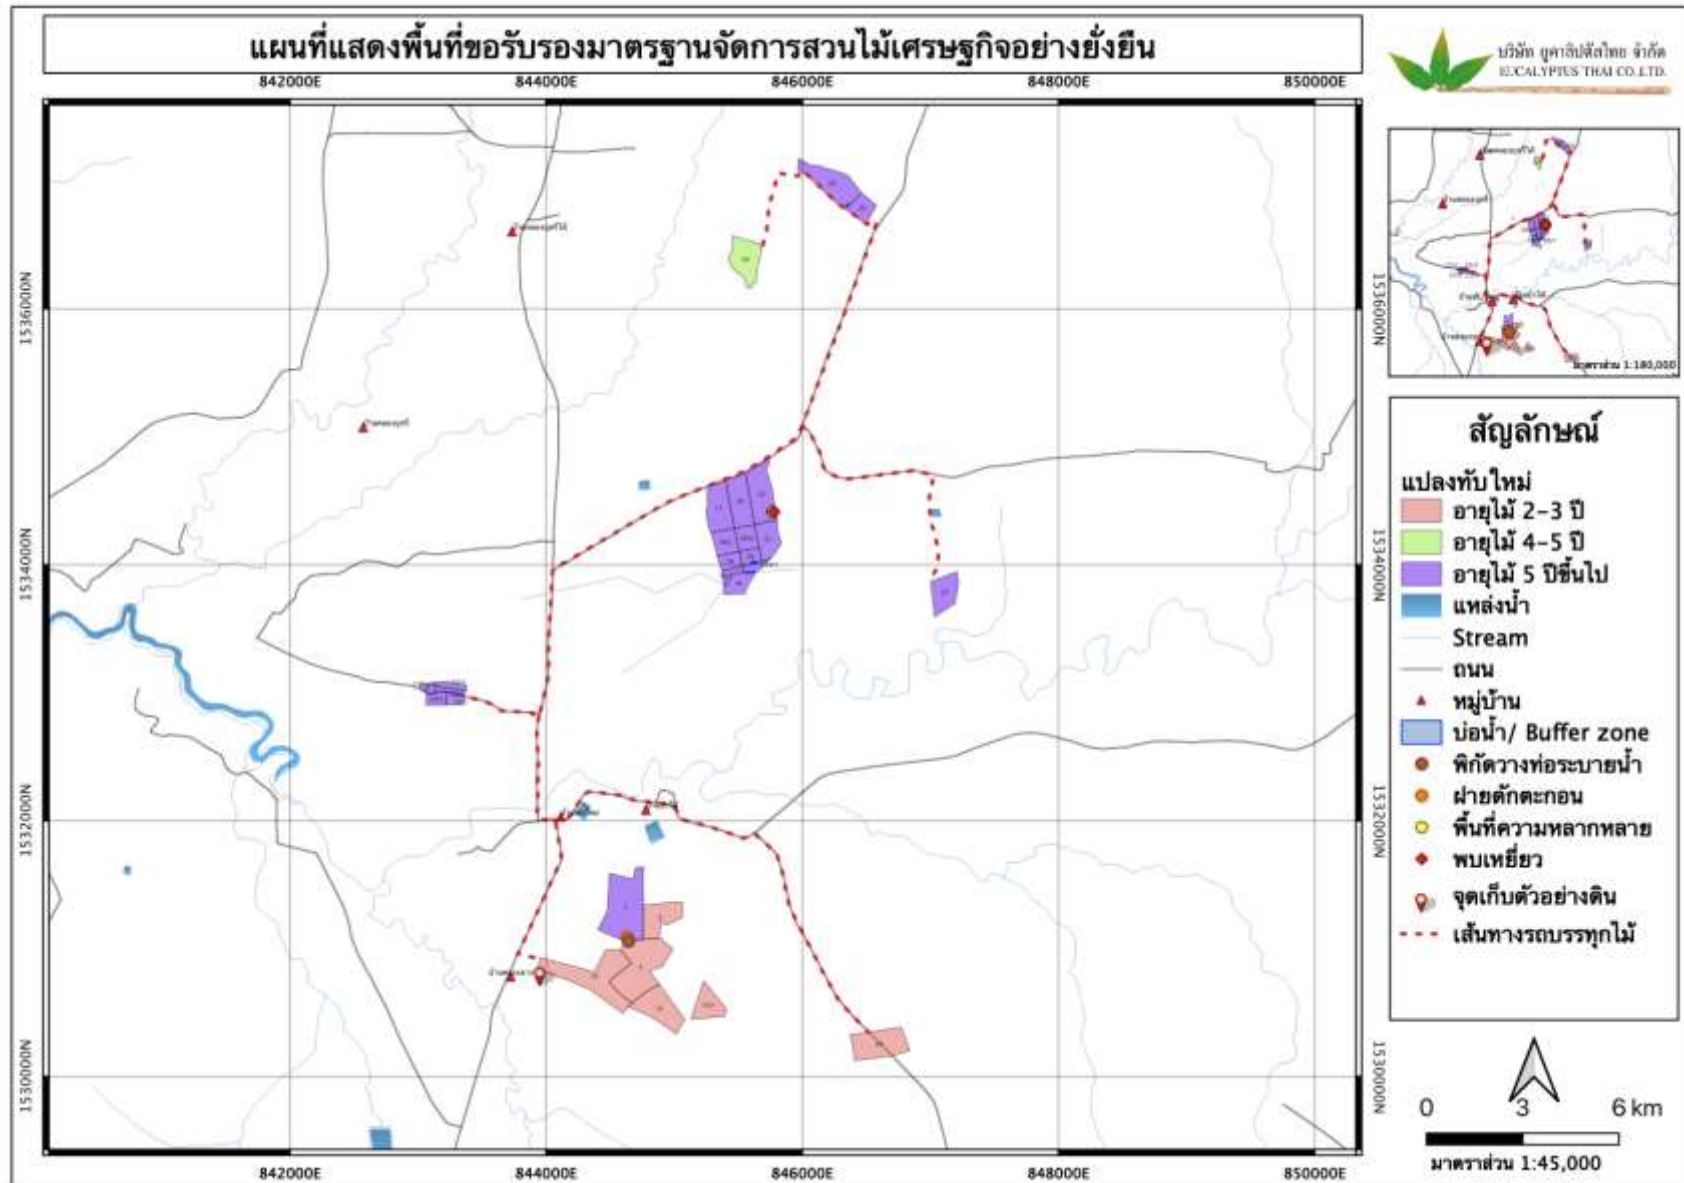 แผนที่แสดงพื้นที่ขอรับรองมาตรฐานจัดการสวนไม้เศรษฐกิจอย่างยั่งยืน
บริษัท ยูคาลิปตัสไทย จำกัด
EUCALYPTUS THAI CO.,LTD.
842000E
844000E
846000E
848000E
850000E
1536000N
1536000N
มาตราส่วน 1:180,000
1534000N
1534000N
1532000N
1532000N
1530000N
1530000N
842000E
844000E
846000E
848000E
850000E
สัญลักษณ์
แปลงทับใหม่
อายุไม้ 2-3 ปี
อายุไม้ 4-5 ปี
อายุไม้ 5 ปีขึ้นไป
แหล่งน้ำ
Stream
ถนน
หมู่บ้าน
บ่อน้ำ/ Buffer zone
พิกัดวางท่อระบายน้ำ
ฝายดักตะกอน
พื้นที่ความหลากหลาย
พบเหยี่ยว
จุดเก็บตัวอย่างดิน
เส้นทางรถบรรทุกไม้
0 3 6 km
มาตราส่วน 1:45,000